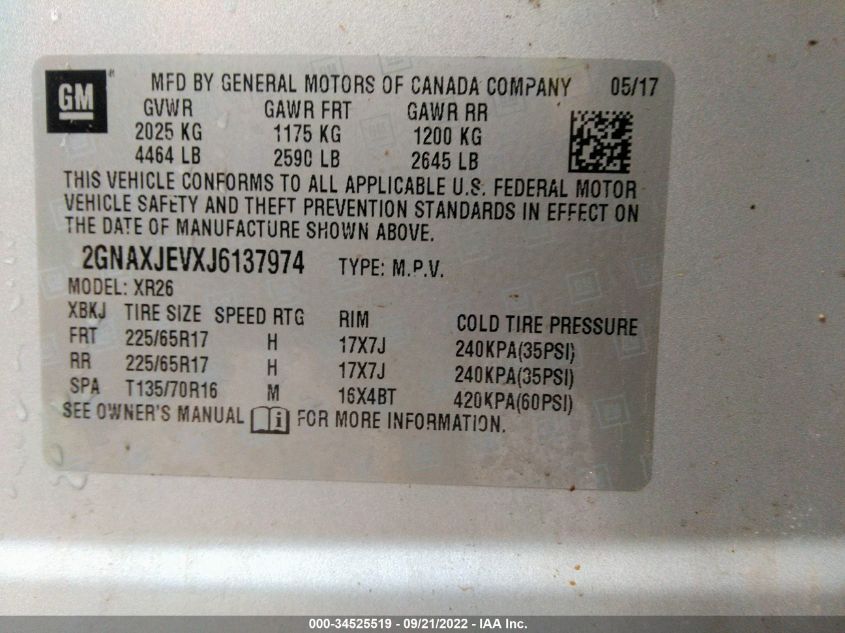 GM
MFD BY GENERAL MOTORS OF CANADA COMPANY 05/17
GVWR GAWR FRT GAWR RR
2025 KG 1175 KG 1200 KG
4464 LB 2590 LB 2645 LB
THIS VEHICLE CONFORMS TO ALL APPLICABLE U.S. FEDERAL MOTOR
VEHICLE SAFETY AND THEFT PREVENTION STANDARDS IN EFFECT ON
THE DATE OF MANUFACTURE SHOWN ABOVE.
2GNAXJEVXJ6137974 TYPE: M.P.V.
MODEL: XR26
XBKJ TIRE SIZE SPEED RTG RIM COLD TIRE PRESSURE
FRT 225/65R17 H 17X7J 240KPA(35PSI)
RR 225/65R17 H 17X7J 240KPA(35PSI)
SPA T135/70R16 M 16X4BT 420KPA(60PSI)
SEE OWNER'S MANUAL FOR MORE INFORMATION.
000-34525519 - 09/21/2022 - IAA Inc.